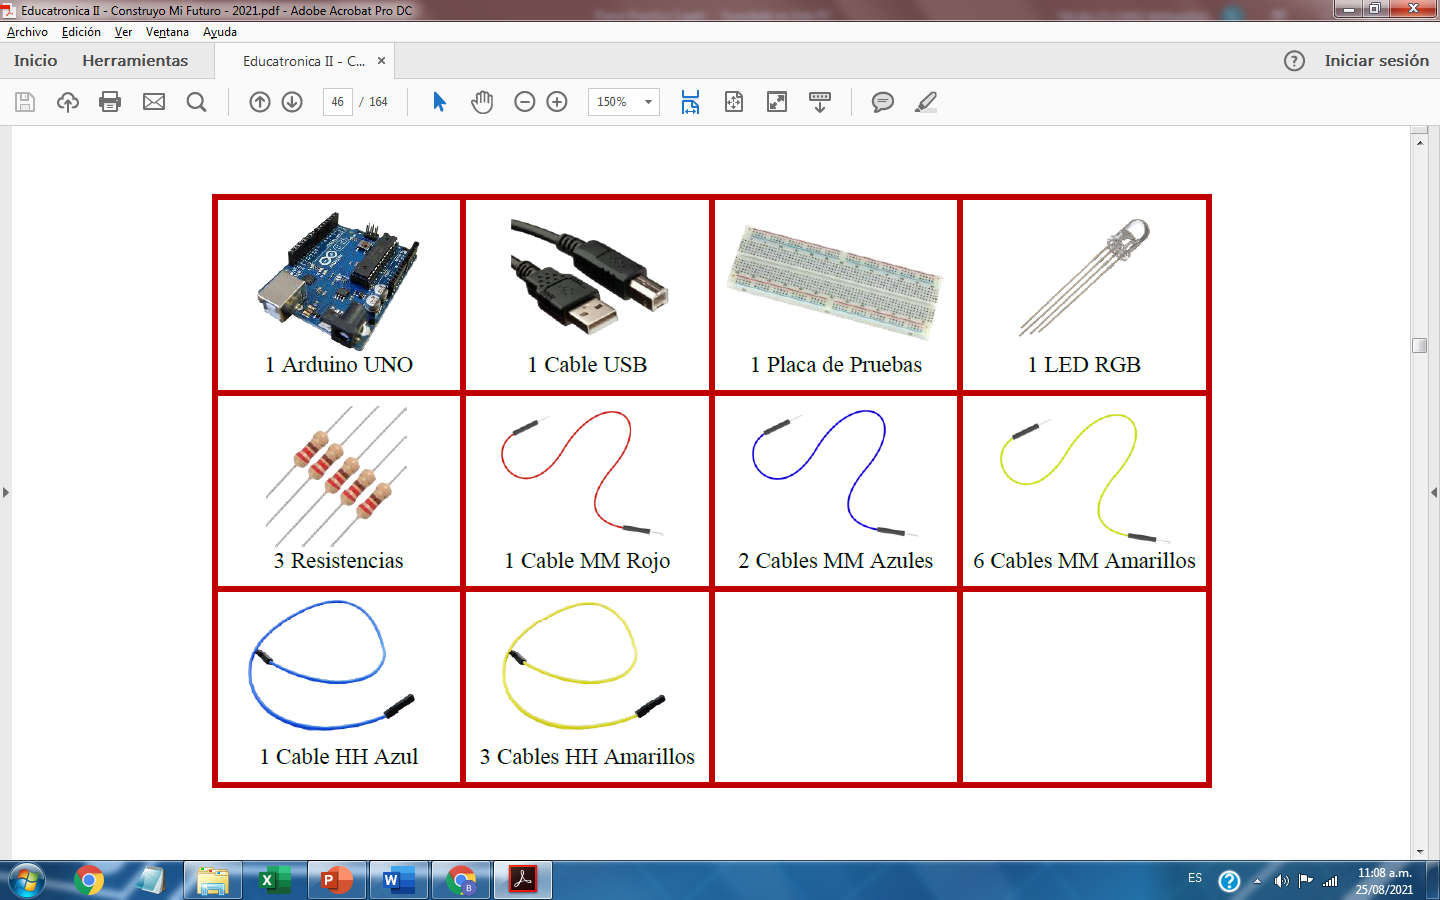 Educatronica II - Construyo Mi Futuro - 2021.pdf - Adobe Acrobat Pro DC
Archivo Edición Ver Ventana Ayuda
Inicio Herramientas Educatronica II - C... × ? Iniciar sesión
46 / 164 150%
1 Arduino UNO 1 Cable USB 1 Placa de Pruebas 1 LED RGB
3 Resistencias 1 Cable MM Rojo 2 Cables MM Azules 6 Cables MM Amarillos
1 Cable HH Azul 3 Cables HH Amarillos
ES 11:08 a.m.
25/08/2021